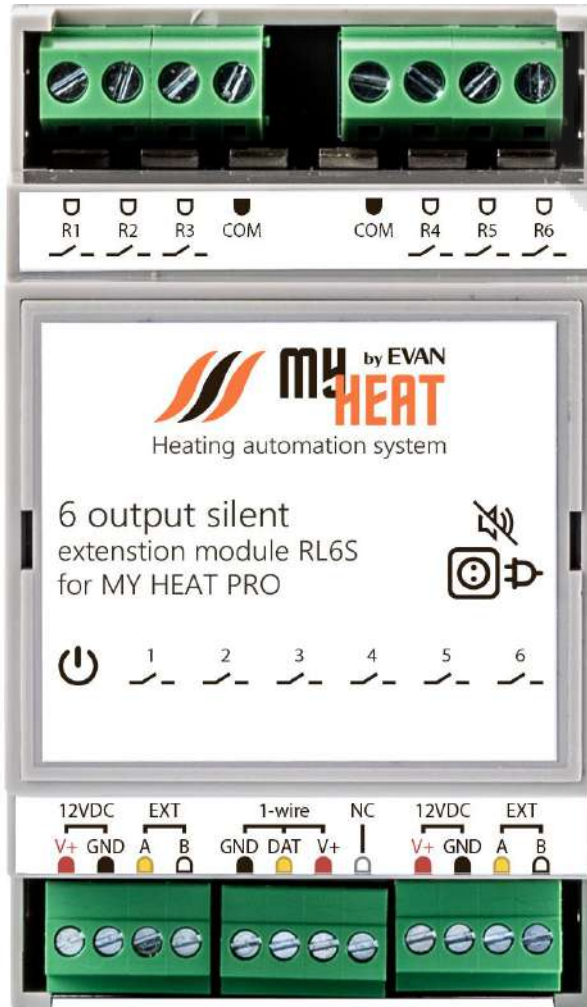 R1 R2 R3 COM COM R4 R5 R6
MY HEAT by EVAN
Heating automation system
6 output silent
extenstion module RL6S
for MY HEAT PRO
1 2 3 4 5 6
12VDC EXT 1-wire NC 12VDC EXT
V+ GND A B GND DAT V+ V+ GND A B